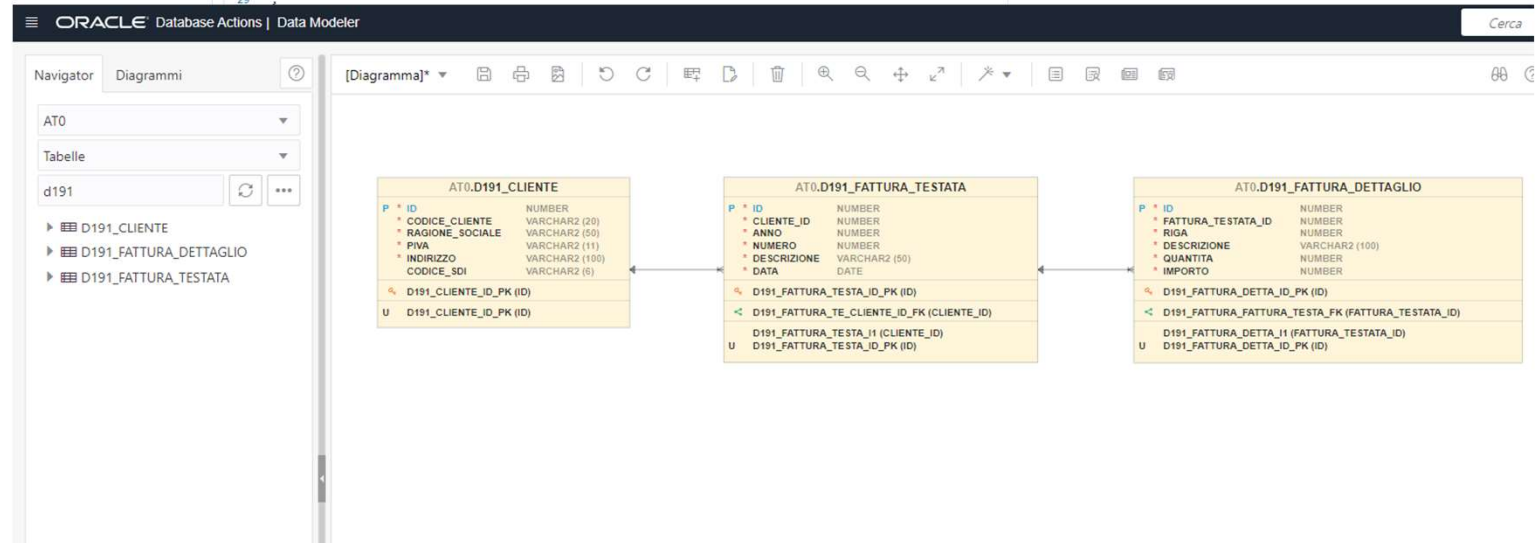 29 ;
ORACLE Database Actions | Data Modeler
Cerca
Navigator
Diagrammi
[Diagramma]*
AT0
Tabelle
d191
D191_CLIENTE
D191_FATTURA_DETTAGLIO
D191_FATTURA_TESTATA
AT0.D191_CLIENTE
P * ID NUMBER
* CODICE_CLIENTE VARCHAR2 (20)
* RAGIONE_SOCIALE VARCHAR2 (50)
* PIVA VARCHAR2 (11)
* INDIRIZZO VARCHAR2 (100)
CODICE_SDI VARCHAR2 (6)
D191_CLIENTE_ID_PK (ID)
U D191_CLIENTE_ID_PK (ID)
AT0.D191_FATTURA_TESTATA
P * ID NUMBER
* CLIENTE_ID NUMBER
* ANNO NUMBER
* NUMERO NUMBER
* DESCRIZIONE VARCHAR2 (50)
* DATA DATE
D191_FATTURA_TESTA_ID_PK (ID)
D191_FATTURA_TE_CLIENTE_ID_FK (CLIENTE_ID)
D191_FATTURA_TESTA_I1 (CLIENTE_ID)
U D191_FATTURA_TESTA_ID_PK (ID)
AT0.D191_FATTURA_DETTAGLIO
P * ID NUMBER
* FATTURA_TESTATA_ID NUMBER
* RIGA NUMBER
* DESCRIZIONE VARCHAR2 (100)
* QUANTITA NUMBER
* IMPORTO NUMBER
D191_FATTURA_DETTA_ID_PK (ID)
D191_FATTURA_FATTURA_TESTA_FK (FATTURA_TESTATA_ID)
D191_FATTURA_DETTA_I1 (FATTURA_TESTATA_ID)
U D191_FATTURA_DETTA_ID_PK (ID)